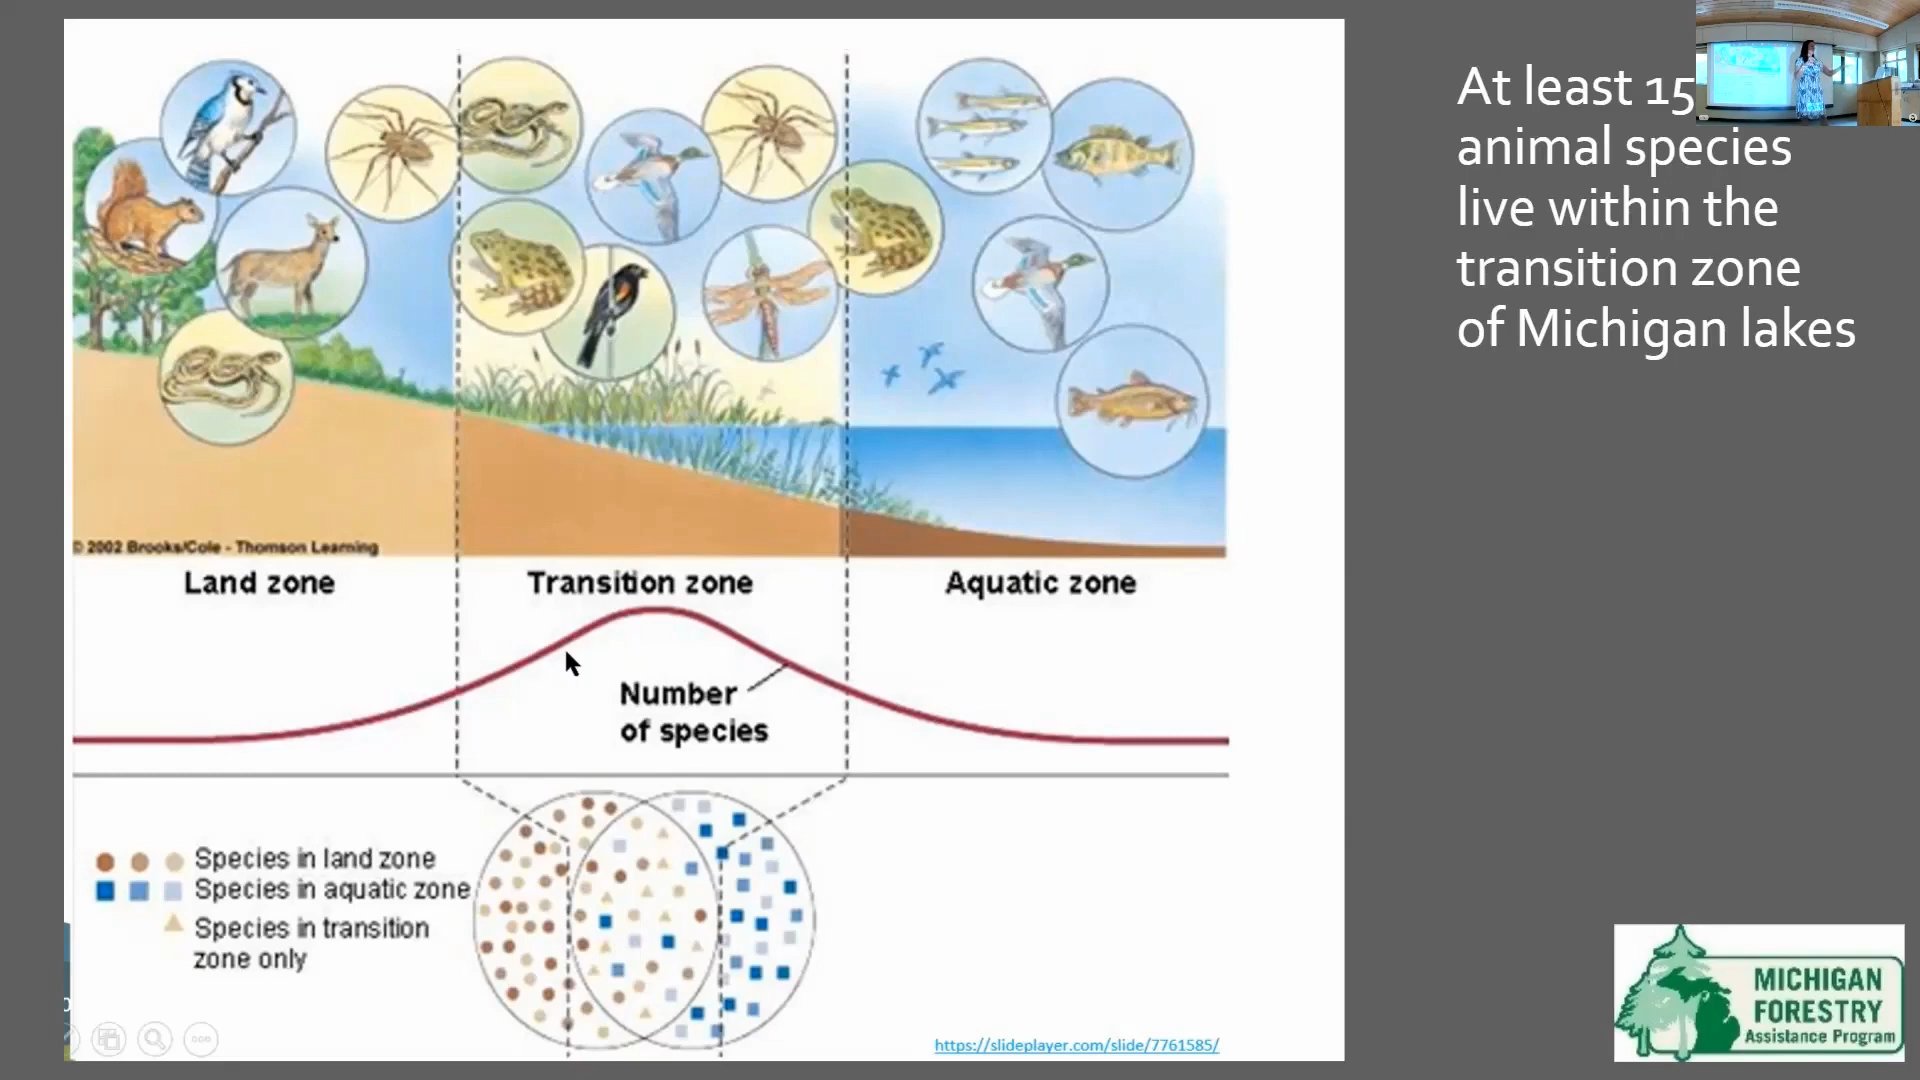 At least 15
animal species
live within the
transition zone
of Michigan lakes
© 2002 Brooks/Cole - Thomson Learning
Land zone
Transition zone
Aquatic zone
Number
of species
Species in land zone
Species in aquatic zone
Species in transition
zone only
https://slideplayer.com/slide/7761585/
MICHIGAN
FORESTRY
Assistance Program